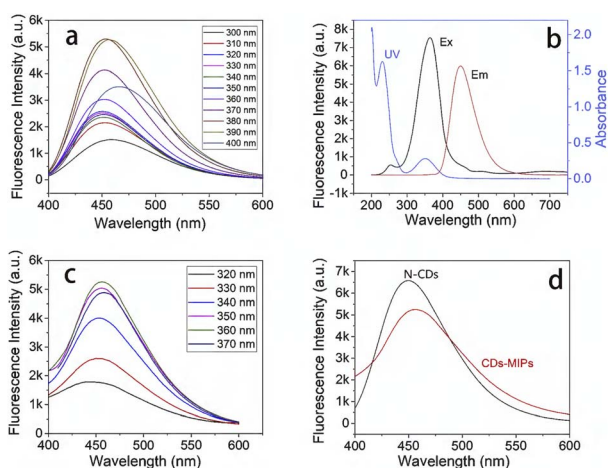 a
6k
5k
4k
3k
2k
1k
0
400
450
500
550
600
Fluorescence Intensity (a.u.)
Wavelength (nm)
300 nm
310 nm
320 nm
330 nm
340 nm
350 nm
360 nm
370 nm
380 nm
390 nm
400 nm
b
8k
7k
6k
5k
4k
3k
2k
1k
0
-1k
200
300
400
500
600
700
Fluorescence Intensity (a.u.)
Wavelength (nm)
UV
Ex
Em
2.0
1.5
1.0
0.5
0.0
Absorbance
c
6k
5k
4k
3k
2k
1k
0
400
450
500
550
600
Fluorescence Intensity (a.u.)
Wavelength (nm)
320 nm
330 nm
340 nm
350 nm
360 nm
370 nm
d
7k
6k
5k
4k
3k
2k
1k
0
400
450
500
550
600
Fluorescence Intensity (a.u.)
Wavelength (nm)
N-CDs
CDs-MIPs